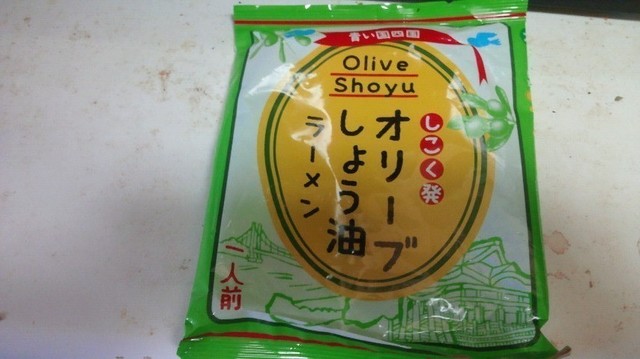 青い国四国
Olive
Shoyu
しこく発
オリーブ
しょう油
ラーメン
一人前